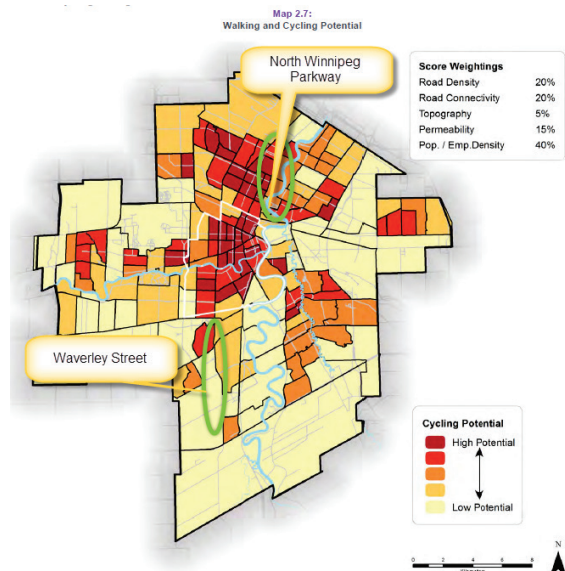 Map 2.7:
Walking and Cycling Potential
North Winnipeg
Parkway
Score Weightings
Road Density 20%
Road Connectivity 20%
Topography 5%
Permeability 15%
Pop. / Emp.Density 40%
Waverley Street
Cycling Potential
High Potential
Low Potential
N
0 2 4 6 8